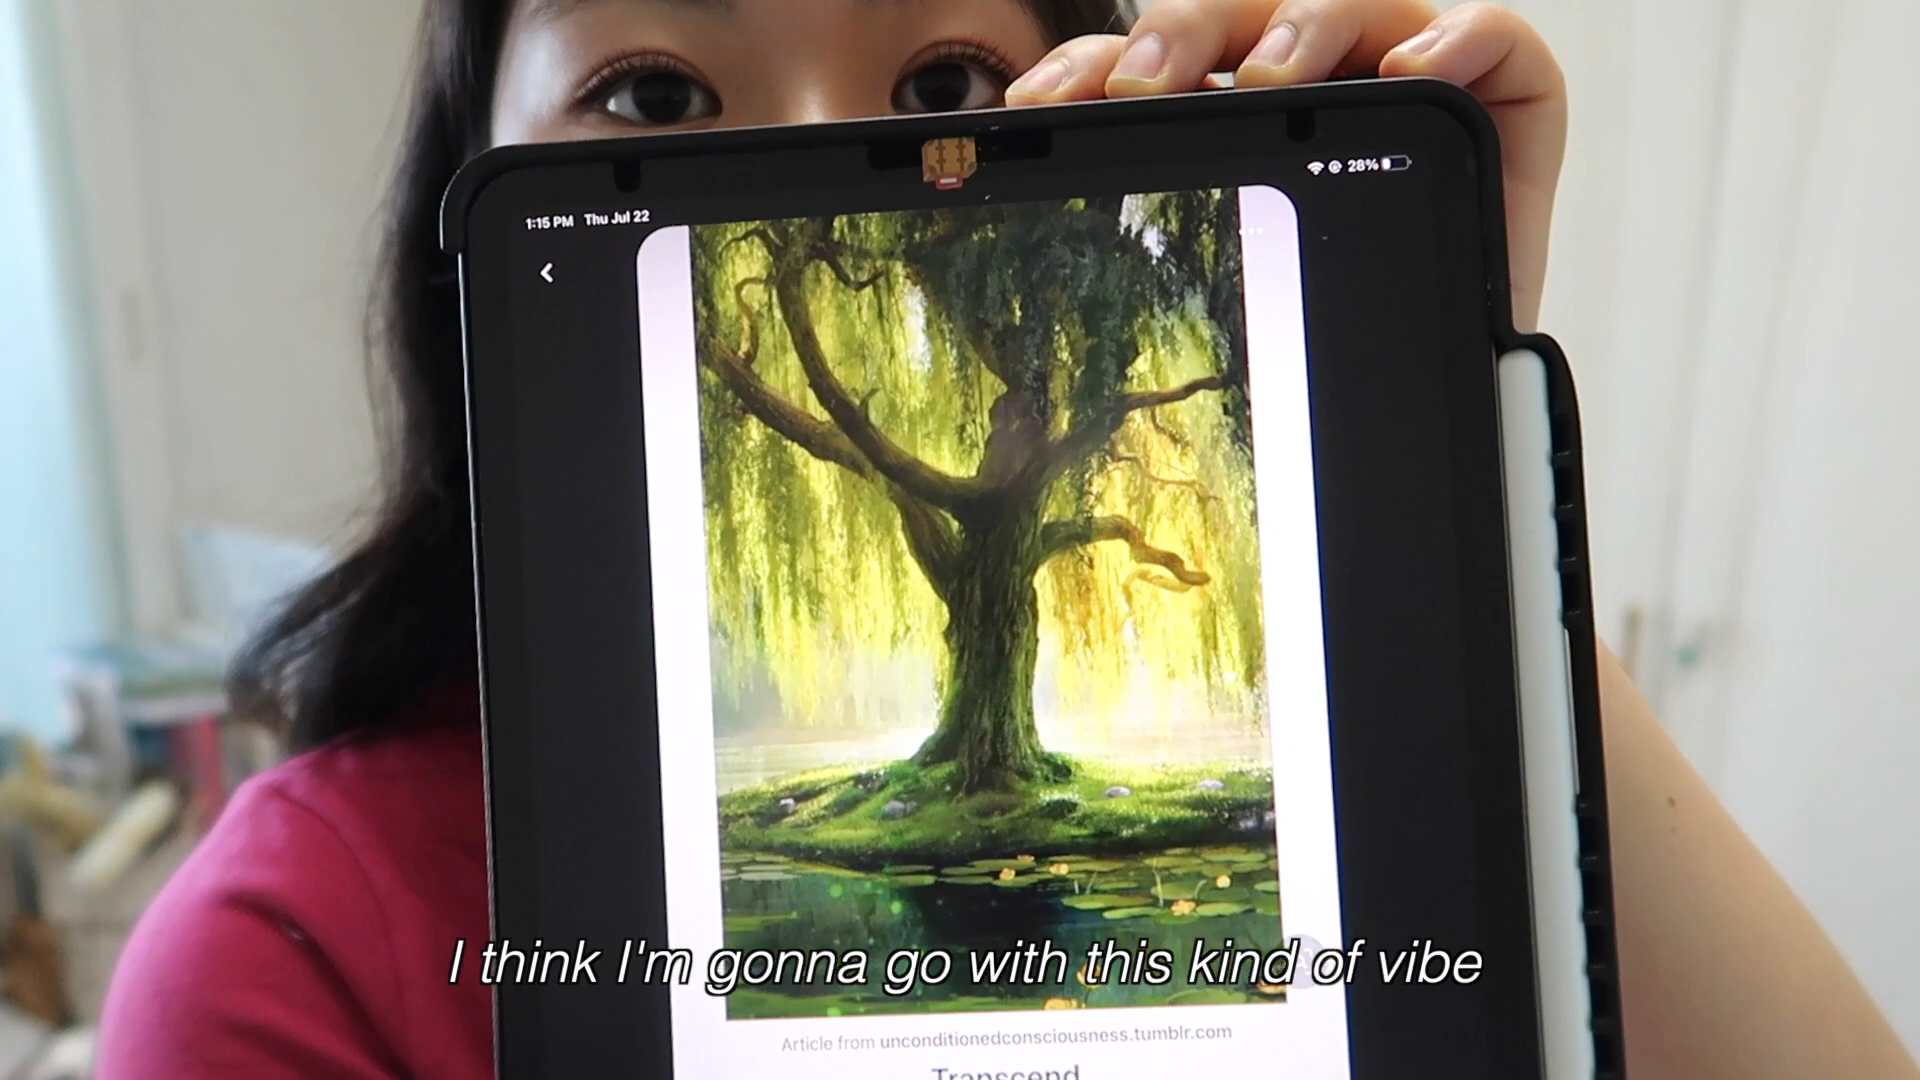 1:15 PM Thu Jul 22
28%
I think I'm gonna go with this kind of vibe
Article from unconditionedconsciousness.tumblr.com
Transcend